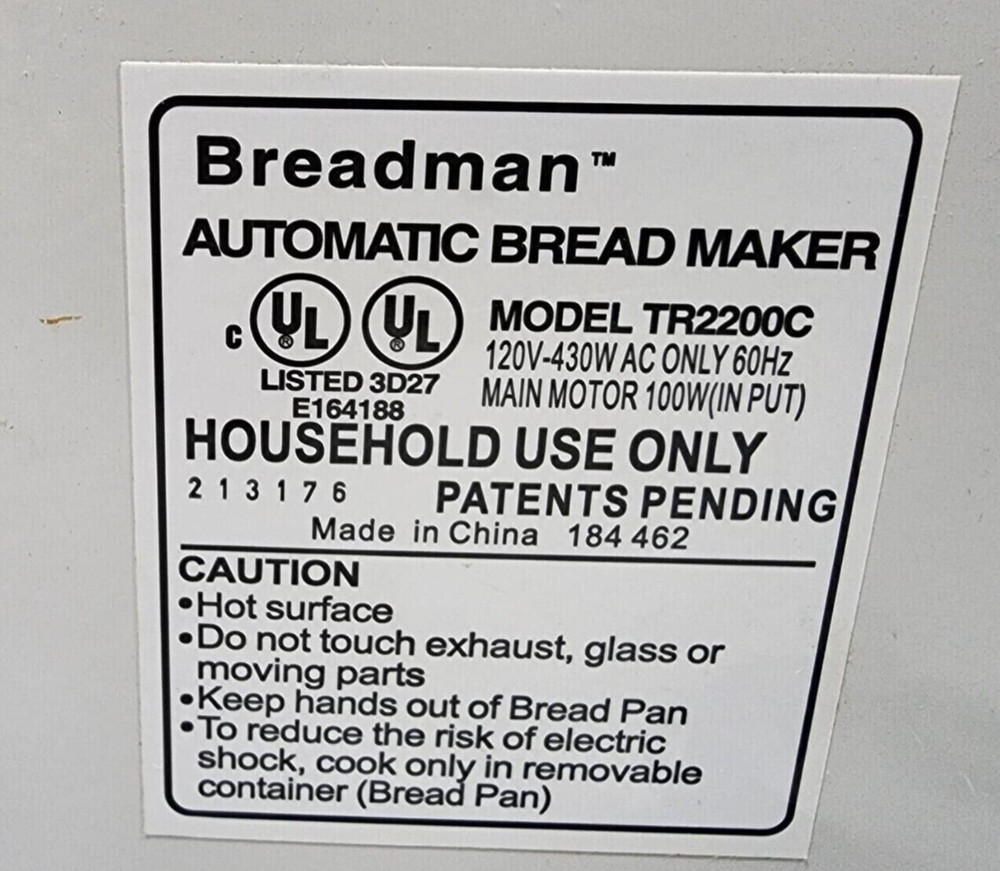 Breadman™
AUTOMATIC BREAD MAKER
C UL® UL® MODEL TR2200C
120V-430W AC ONLY 60Hz
LISTED 3D27 MAIN MOTOR 100W(IN PUT)
E164188
HOUSEHOLD USE ONLY
213176 PATENTS PENDING
Made in China 184 462
CAUTION
•Hot surface
•Do not touch exhaust, glass or
moving parts
•Keep hands out of Bread Pan
•To reduce the risk of electric
shock, cook only in removable
container (Bread Pan)